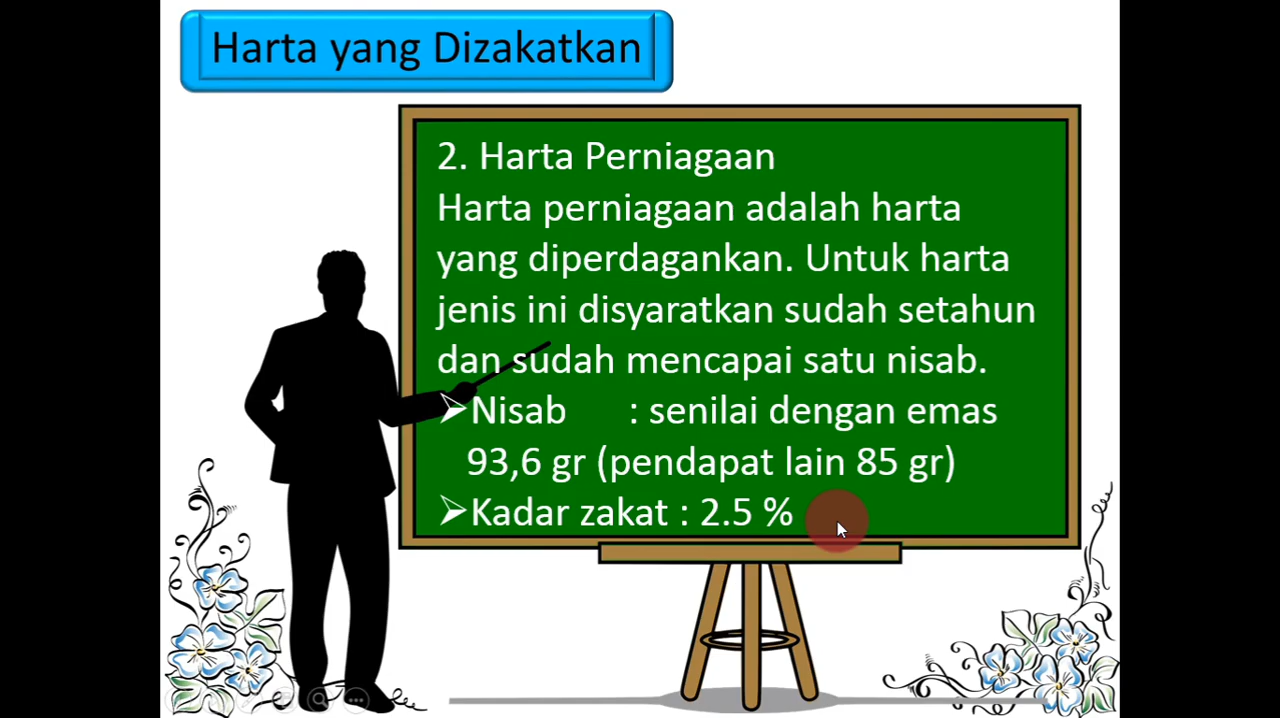 Harta yang Dizakatkan
2. Harta Perniagaan
Harta perniagaan adalah harta
yang diperdagankan. Untuk harta
jenis ini disyaratkan sudah setahun
dan sudah mencapai satu nisab.
➢Nisab : senilai dengan emas
93,6 gr (pendapat lain 85 gr)
➢Kadar zakat : 2.5 %